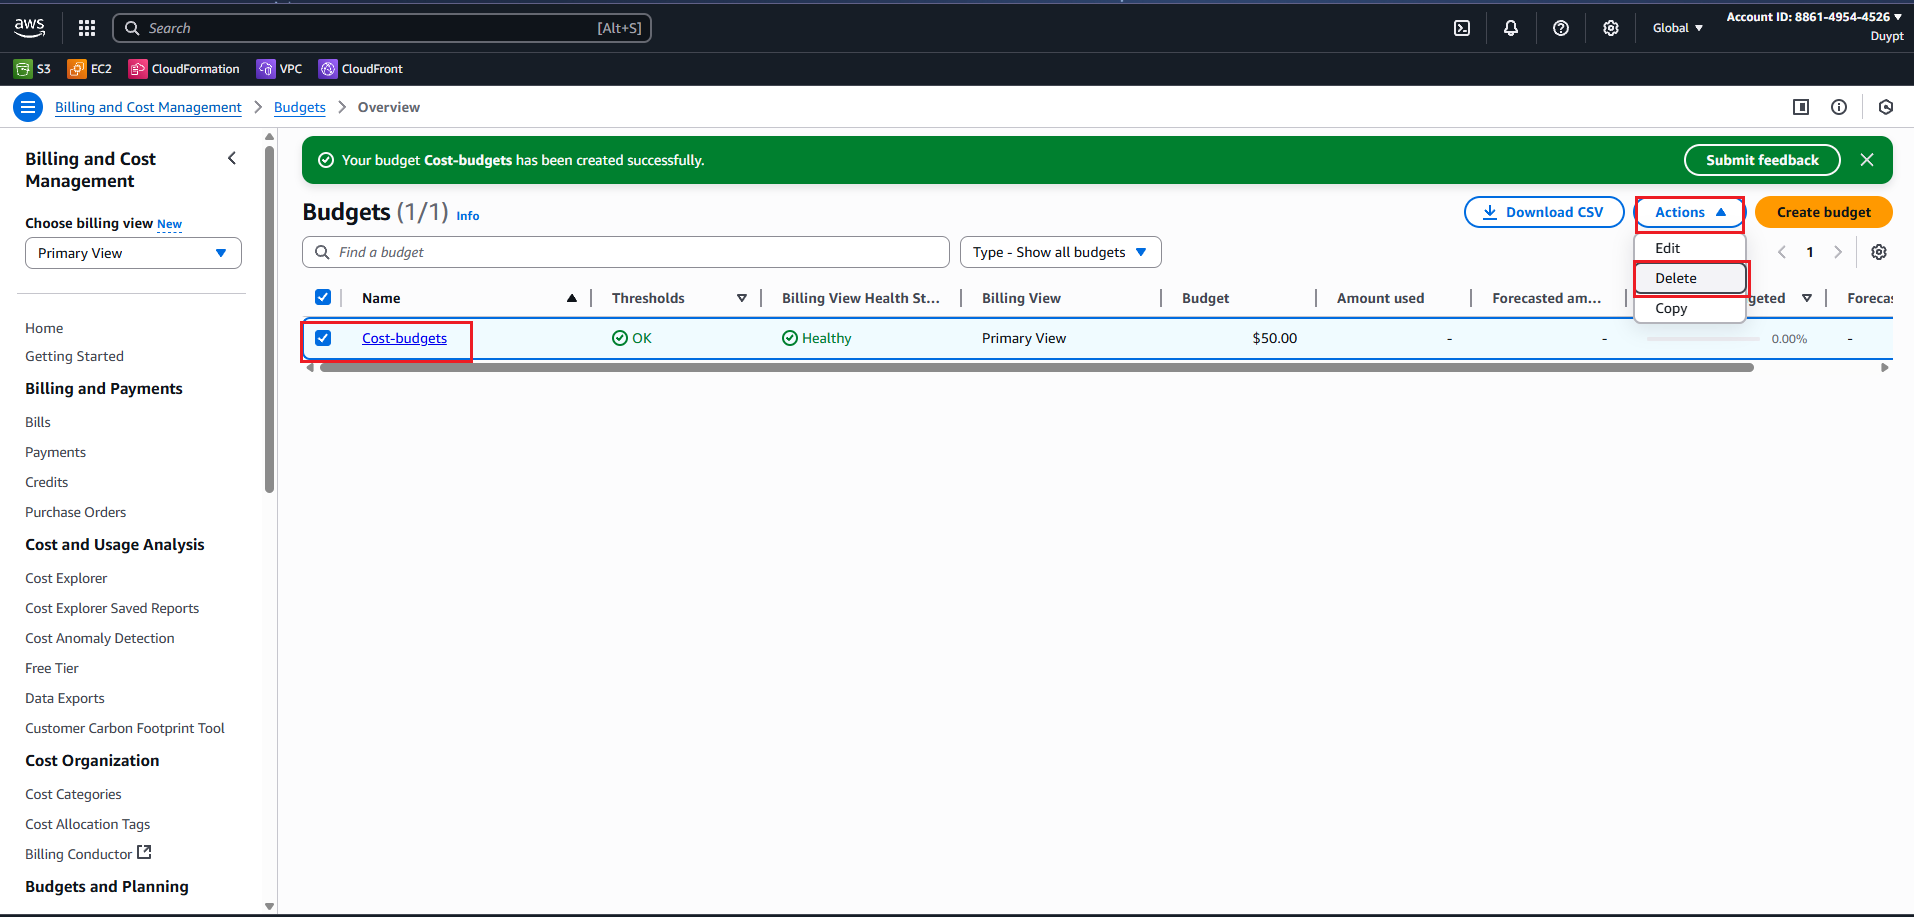 aws
Search
[Alt+S]
Global
Account ID: 8861-4954-4526
Duypt
S3
EC2
CloudFormation
VPC
CloudFront
Billing and Cost Management
Budgets
Overview
Billing and Cost
Management
Choose billing view New
Primary View
Home
Getting Started
Billing and Payments
Bills
Payments
Credits
Purchase Orders
Cost and Usage Analysis
Cost Explorer
Cost Explorer Saved Reports
Cost Anomaly Detection
Free Tier
Data Exports
Customer Carbon Footprint Tool
Cost Organization
Cost Categories
Cost Allocation Tags
Billing Conductor
Budgets and Planning
Your budget Cost-budgets has been created successfully.
Submit feedback
Budgets (1/1) Info
Download CSV
Actions
Create budget
Find a budget
Type - Show all budgets
Edit
Delete
Copy
1
Name
Thresholds
Billing View Health St...
Billing View
Budget
Amount used
Forecasted am...
geted
Forecas
Cost-budgets
OK
Healthy
Primary View
$50.00
-
-
0.00%
-